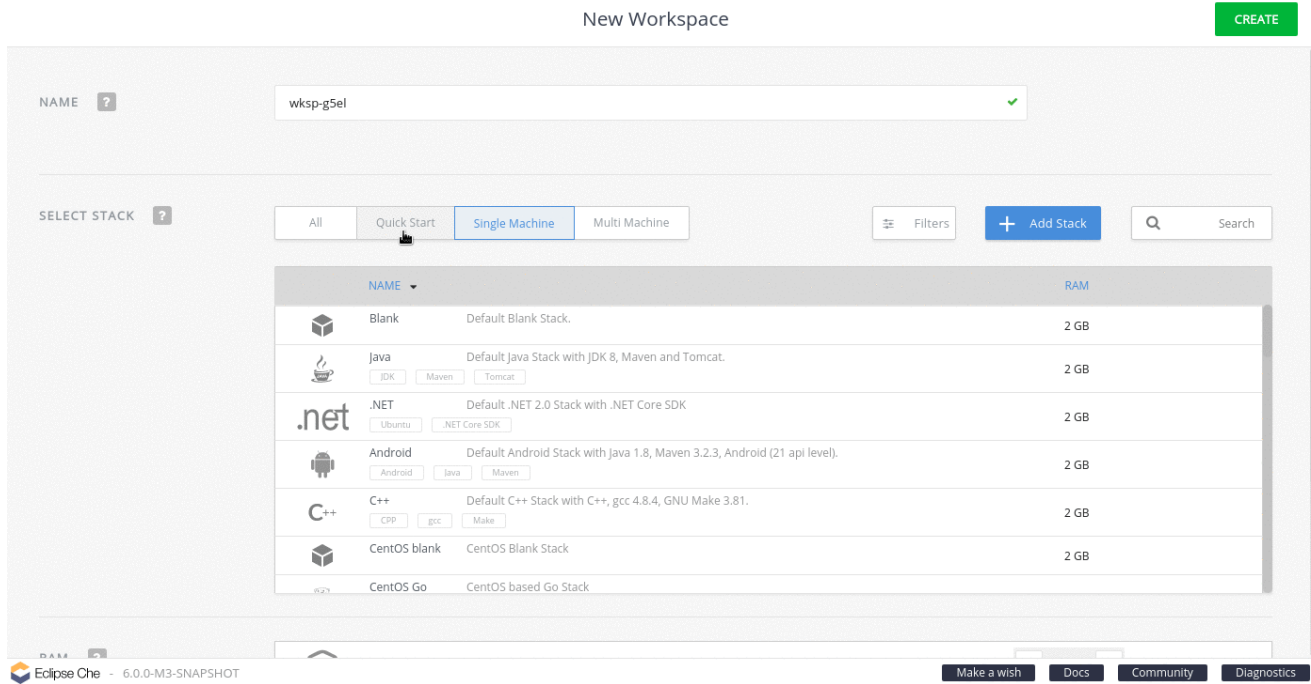 New Workspace
CREATE
NAME ?
wksp-g5el
SELECT STACK ?
All Quick Start Single Machine Multi Machine
Filters
+ Add Stack
Search
NAME RAM
Blank Default Blank Stack. 2 GB
Java Default Java Stack with JDK 8, Maven and Tomcat. 2 GB
JDK Maven Tomcat
.net .NET Default .NET 2.0 Stack with .NET Core SDK 2 GB
Ubuntu .NET Core SDK
Android Default Android Stack with Java 1.8, Maven 3.2.3, Android (21 api level). 2 GB
Android Java Maven
C++ C++ Default C++ Stack with C++, gcc 4.8.4, GNU Make 3.81. 2 GB
CPP gcc Make
CentOS blank CentOS Blank Stack 2 GB
CentOS Go CentOS based Go Stack
RAM ?
Eclipse Che - 6.0.0-M3-SNAPSHOT
Make a wish Docs Community Diagnostics